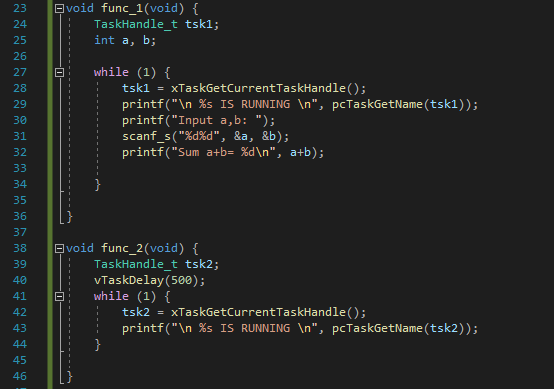 23 void func_1(void) {
24 TaskHandle_t tsk1;
25 int a, b;
26
27 while (1) {
28 tsk1 = xTaskGetCurrentTaskHandle();
29 printf("\n %s IS RUNNING \n", pcTaskGetName(tsk1));
30 printf("Input a,b: ");
31 scanf_s("%d%d", &a, &b);
32 printf("Sum a+b= %d\n", a+b);
33
34 }
35
36 }
37
38 void func_2(void) {
39 TaskHandle_t tsk2;
40 vTaskDelay(500);
41 while (1) {
42 tsk2 = xTaskGetCurrentTaskHandle();
43 printf("\n %s IS RUNNING \n", pcTaskGetName(tsk2));
44 }
45
46 }